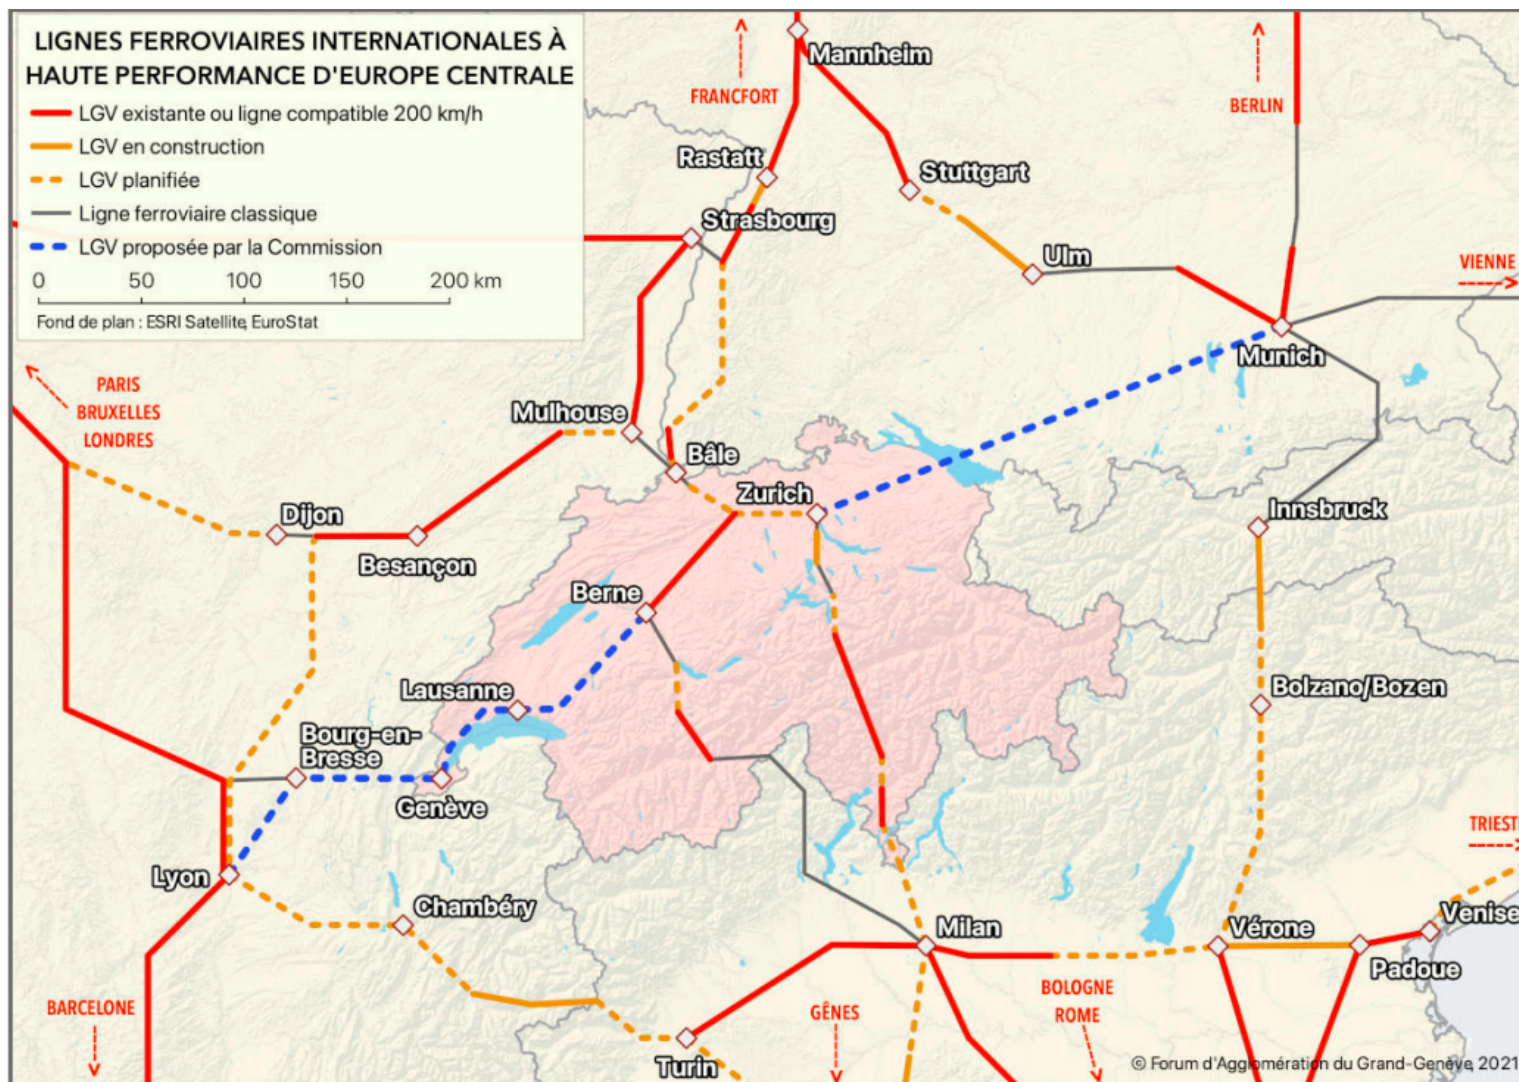 LIGNES FERROVIAIRES INTERNATIONALES À
HAUTE PERFORMANCE D'EUROPE CENTRALE
LGV existante ou ligne compatible 200 km/h
LGV en construction
LGV planifiée
Ligne ferroviaire classique
LGV proposée par la Commission
0 50 100 150 200 km
Fond de plan : ESRI Satellite, EuroStat
Mannheim
FRANCFORT
BERLIN
Rastatt
Stuttgart
Strasbourg
Ulm
VIENNE
Munich
PARIS
BRUXELLES
LONDRES
Mulhouse
Bâle
Zurich
Dijon
Innsbruck
Besançon
Berne
Lausanne
Bolzano/Bozen
Bourg-en-
Bresse
Genève
TRIEST
Lyon
Chambéry
Milan
Vérone
Venise
Padoue
BARCELONE
GÊNES
BOLOGNE
ROME
Turin
© Forum d'Agglomération du Grand-Genève, 2021